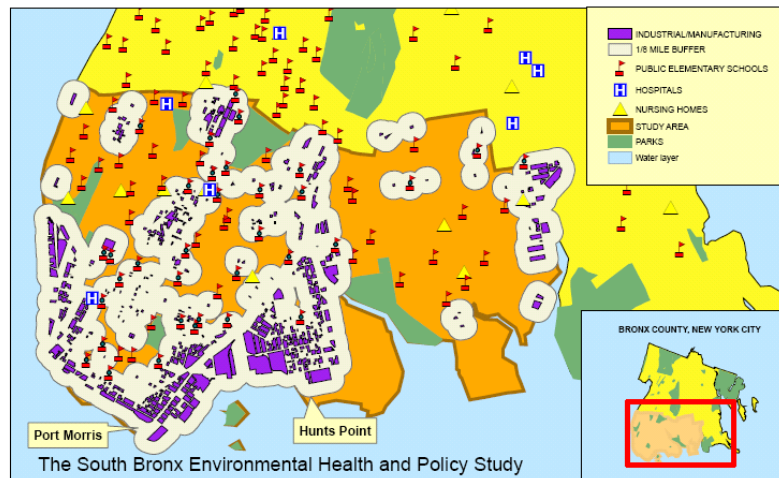 INDUSTRIAL/MANUFACTURING
1/8 MILE BUFFER
PUBLIC ELEMENTARY SCHOOLS
H HOSPITALS
NURSING HOMES
STUDY AREA
PARKS
Water layer
H
H
H
H
H
H
H
BRONX COUNTY, NEW YORK CITY
Port Morris
Hunts Point
The South Bronx Environmental Health and Policy Study